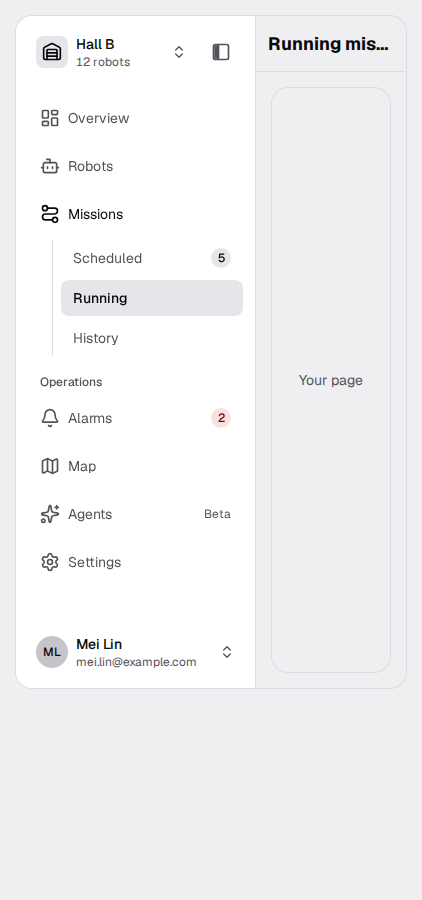 Hall B
12 robots
Running mis...
Overview
Robots
Missions
Scheduled 5
Running
History
Operations
Alarms 2
Map
Agents Beta
Settings
Your page
ML
Mei Lin
mei.lin@example.com